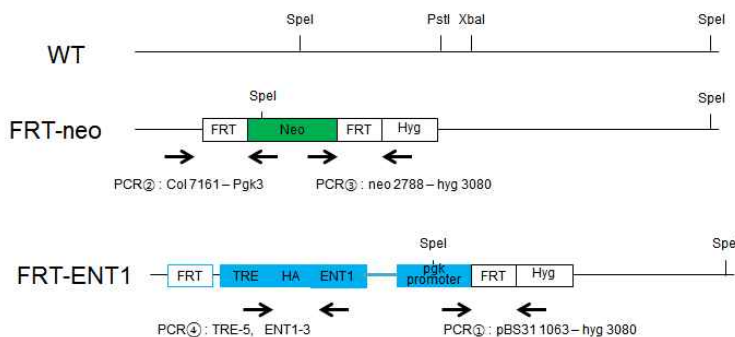 SpeI PstI XbaI SpeI
WT
SpeI SpeI
FRT-neo FRT Neo FRT Hyg
PCR② : Col 7161 – Pgk3 PCR③ : neo 2788 – hyg 3080
SpeI Spe
FRT-ENT1 FRT TRE HA ENT1 pgk promoter FRT Hyg
PCR④ : TRE-5, ENT1-3 PCR① : pBS31 1063 – hyg 3080